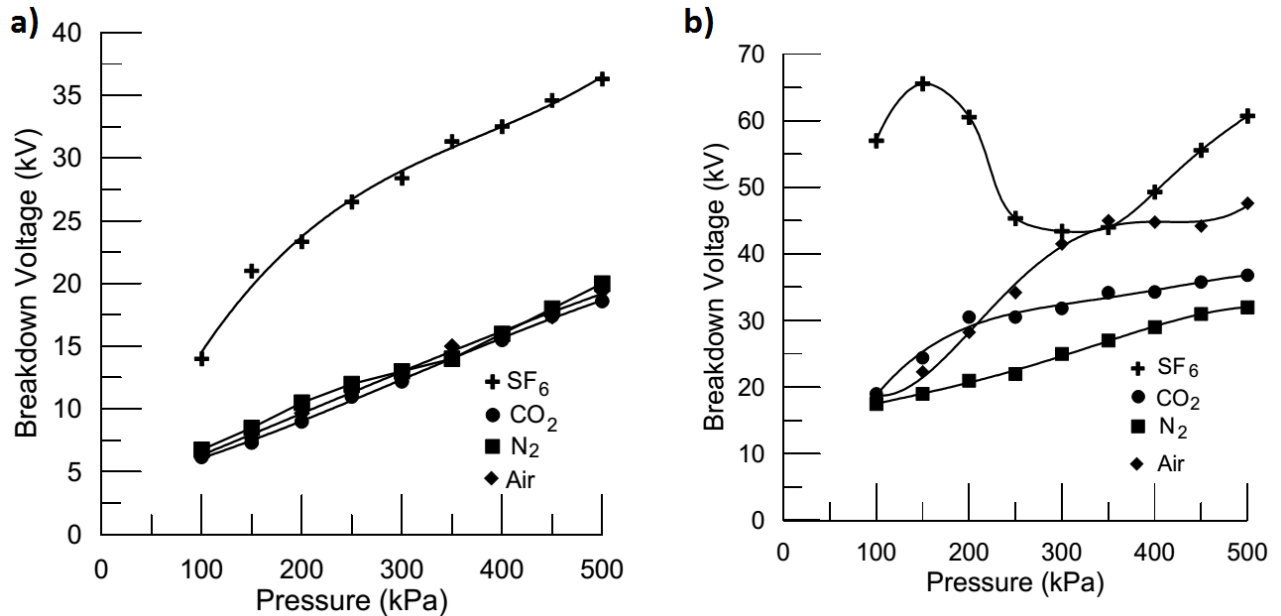 a)
Breakdown Voltage (kV)
40
35
30
25
20
15
10
5
0
0 100 200 300 400 500
Pressure (kPa)
SF6
CO2
N2
Air
b)
Breakdown Voltage (kV)
70
60
50
40
30
20
10
0
0 100 200 300 400 500
Pressure (kPa)
SF6
CO2
N2
Air